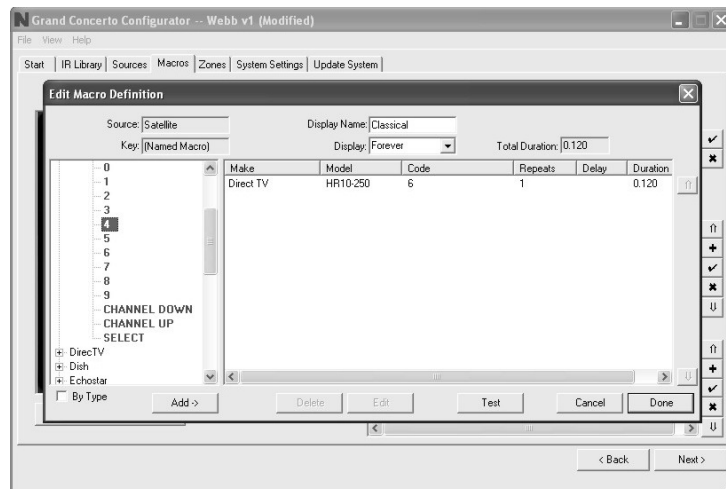 N Grand Concerto Configurator -- Webb v1 (Modified)
File View Help
Start IR Library Sources Macros Zones System Settings Update System
Edit Macro Definition
Source: Satellite Display Name: Classical
Key: (Named Macro) Display: Forever Total Duration: 0.120
Make Model Code Repeats Delay Duration
Direct TV HR10-250 6 1 0.120
0
1
2
3
4
5
6
7
8
9
CHANNEL DOWN
CHANNEL UP
SELECT
DirecTV
Dish
Echostar
By Type Add -> Delete Edit Test Cancel Done
< Back Next >